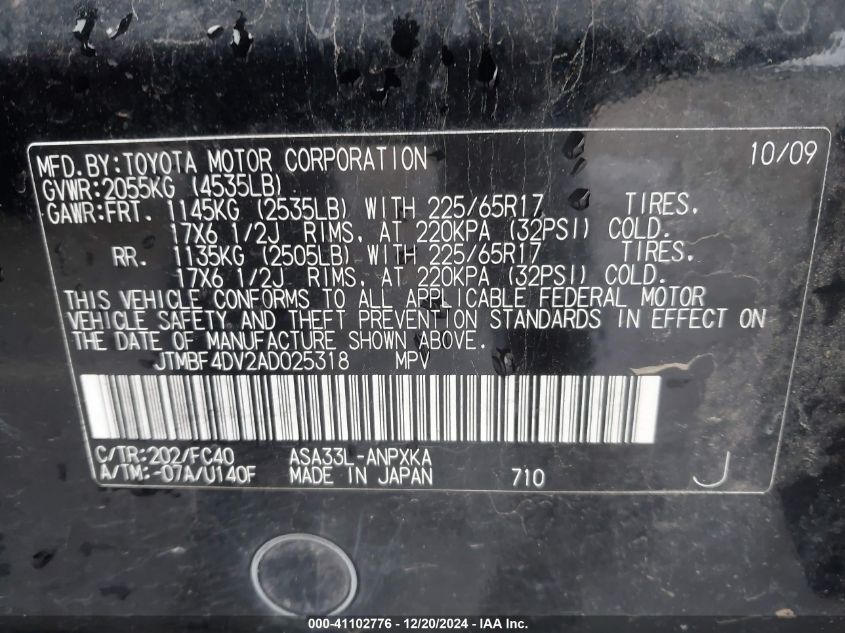 MFD.BY:TOYOTA MOTOR CORPORATION 10/09
GVWR:2055KG (4535LB)
GAWR:FRT. 1145KG (2535LB) WITH 225/65R17 TIRES.
17X6 1/2J RIMS, AT 220KPA (32PSI) COLD.
RR. 1135KG (2505LB) WITH 225/65R17 TIRES.
17X6 1/2J RIMS, AT 220KPA (32PSI) COLD.
THIS VEHICLE CONFORMS TO ALL APPLICABLE FEDERAL MOTOR
VEHICLE SAFETY AND THEFT PREVENTION STANDARDS IN EFFECT ON
THE DATE OF MANUFACTURE SHOWN ABOVE.
JTMBF4DV2AD025318 MPV
C/TR:202/FC40 ASA33L-ANPXKA
A/TM:-07A/U140F MADE IN JAPAN 710 J
000-41102776 - 12/20/2024 - IAA Inc.